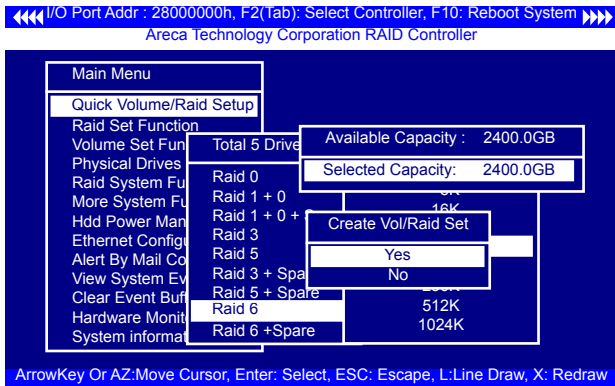 I/O Port Addr : 28000000h, F2(Tab): Select Controller, F10: Reboot System
Areca Technology Corporation RAID Controller
Main Menu
Quick Volume/Raid Setup
Raid Set Function
Volume Set Fun
Physical Drives
Raid System Fu
More System Fu
Hdd Power Man
Ethernet Configu
Alert By Mail Co
View System Ev
Clear Event Buff
Hardware Monit
System informat
Total 5 Drive
Raid 0
Raid 1 + 0
Raid 1 + 0 +
Raid 3
Raid 5
Raid 3 + Spa
Raid 5 + Spare
Raid 6
Raid 6 +Spare
Available Capacity : 2400.0GB
Selected Capacity: 2400.0GB
16K
Create Vol/Raid Set
Yes
No
512K
1024K
ArrowKey Or AZ:Move Cursor, Enter: Select, ESC: Escape, L:Line Draw, X: Redraw